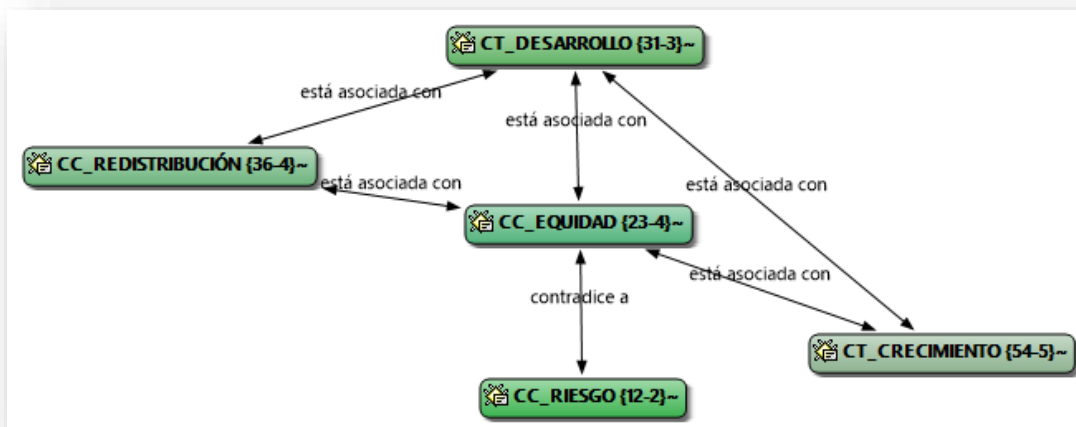 CT_DESARROLLO {31-3}~
está asociada con
está asociada con
CC_REDISTRIBUCIÓN {36-4}~
está asociada con
está asociada con
CC_EQUIDAD {23-4}~
está asociada con
contradice a
CT_CRECIMIENTO {54-5}~
CC_RIESGO {12-2}~